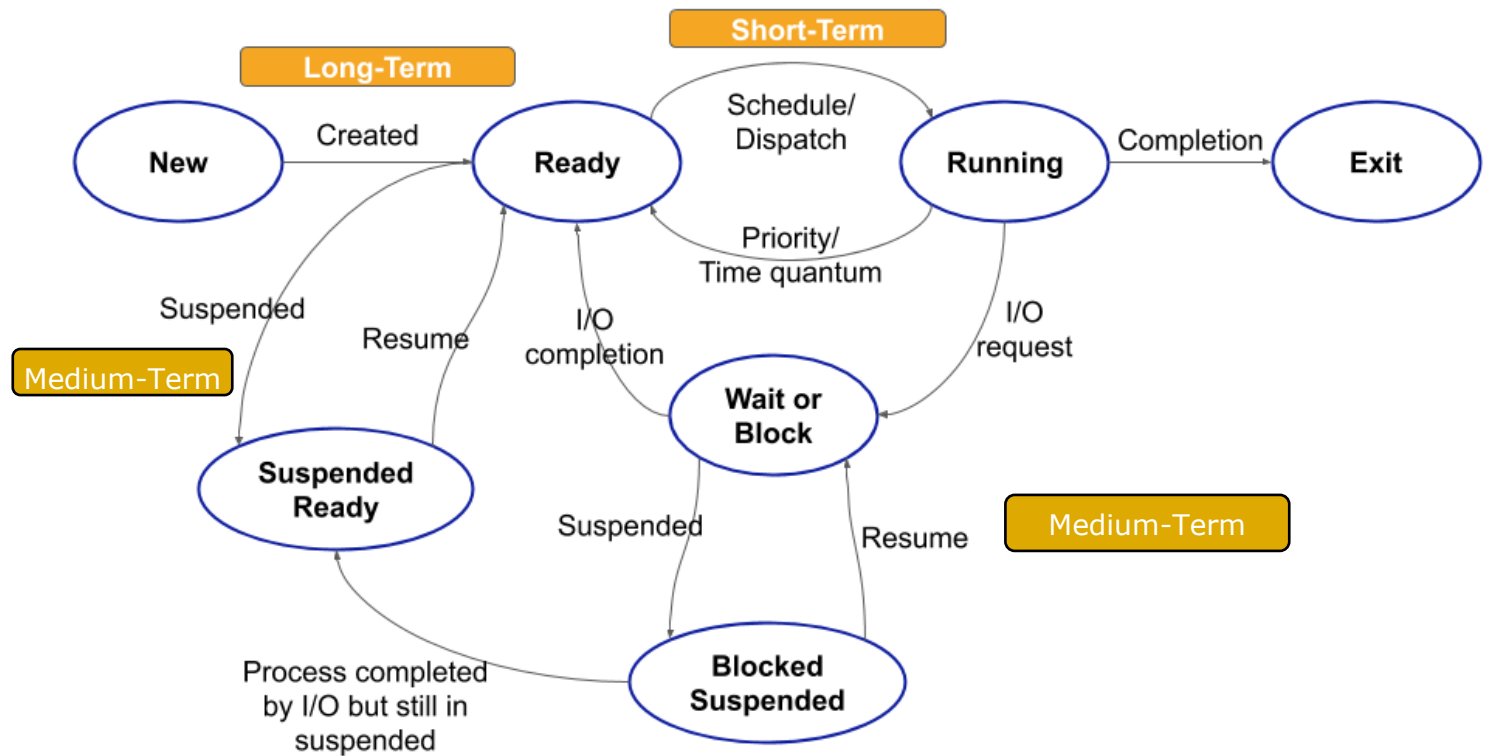 Short-Term
Long-Term
Schedule/
Dispatch
Created
Completion
New
Ready
Running
Exit
Priority/
Time quantum
Suspended
Resume
I/O
completion
I/O
request
Medium-Term
Wait or
Block
Suspended
Ready
Suspended
Resume
Medium-Term
Process completed
by I/O but still in
suspended
Blocked
Suspended